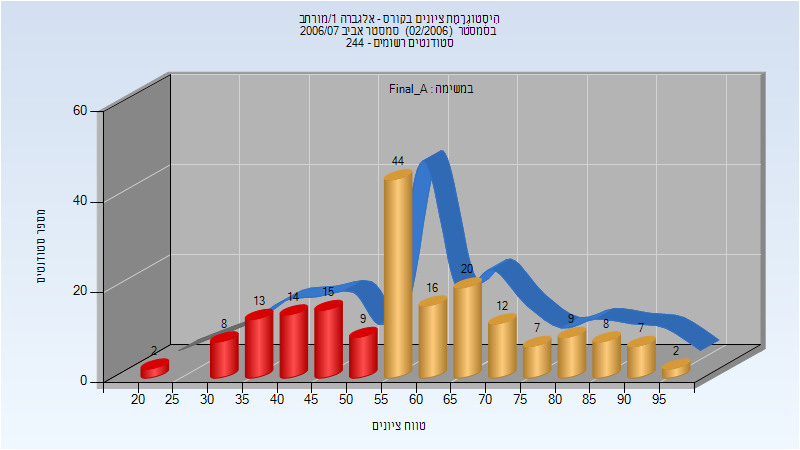 היסטוגרמת ציונים בקורס - אלגברה 1/מורחב
בסמסטר (02/2006) סמסטר אביב 2006/07
סטודנטים רשומים - 244
במשימה : Final_A
מספר סטודנטים
60
40
20
0
2
8
13
14
15
9
44
16
20
12
7
9
8
7
2
20 25 30 35 40 45 50 55 60 65 70 75 80 85 90 95
טווח ציונים